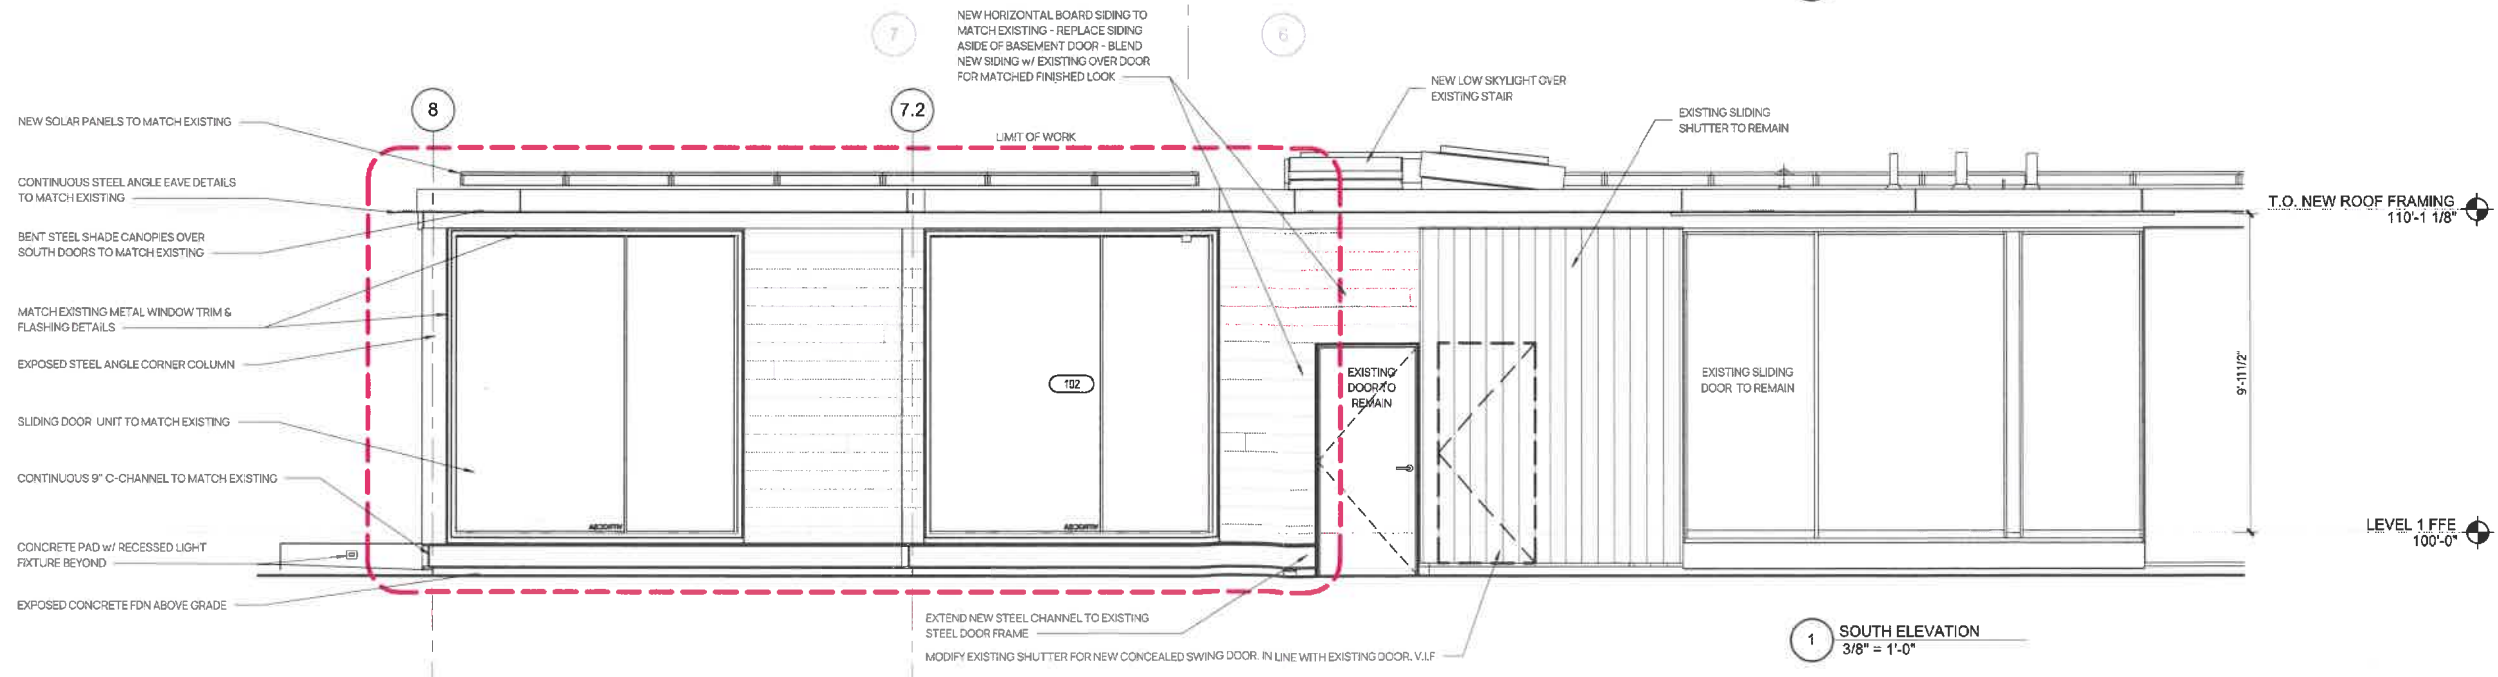 7
6
NEW HORIZONTAL BOARD SIDING TO
MATCH EXISTING - REPLACE SIDING
ASIDE OF BASEMENT DOOR - BLEND
NEW SIDING w/ EXISTING OVER DOOR
FOR MATCHED FINISHED LOOK
NEW LOW SKYLIGHT OVER
EXISTING STAIR
EXISTING SLIDING
SHUTTER TO REMAIN
8
7.2
LIMIT OF WORK
NEW SOLAR PANELS TO MATCH EXISTING
CONTINUOUS STEEL ANGLE EAVE DETAILS
TO MATCH EXISTING
BENT STEEL SHADE CANOPIES OVER
SOUTH DOORS TO MATCH EXISTING
MATCH EXISTING METAL WINDOW TRIM &
FLASHING DETAILS
EXPOSED STEEL ANGLE CORNER COLUMN
SLIDING DOOR UNIT TO MATCH EXISTING
CONTINUOUS 9" C-CHANNEL TO MATCH EXISTING
CONCRETE PAD w/ RECESSED LIGHT
FIXTURE BEYOND
EXPOSED CONCRETE FDN ABOVE GRADE
102
EXISTING
DOOR TO
REMAIN
EXISTING SLIDING
DOOR TO REMAIN
T.O. NEW ROOF FRAMING
110'-1 1/8"
9'-11 1/2"
LEVEL 1 FFE
100'-0"
EXTEND NEW STEEL CHANNEL TO EXISTING
STEEL DOOR FRAME
MODIFY EXISTING SHUTTER FOR NEW CONCEALED SWING DOOR. IN LINE WITH EXISTING DOOR. V.I.F
1
SOUTH ELEVATION
3/8" = 1'-0"